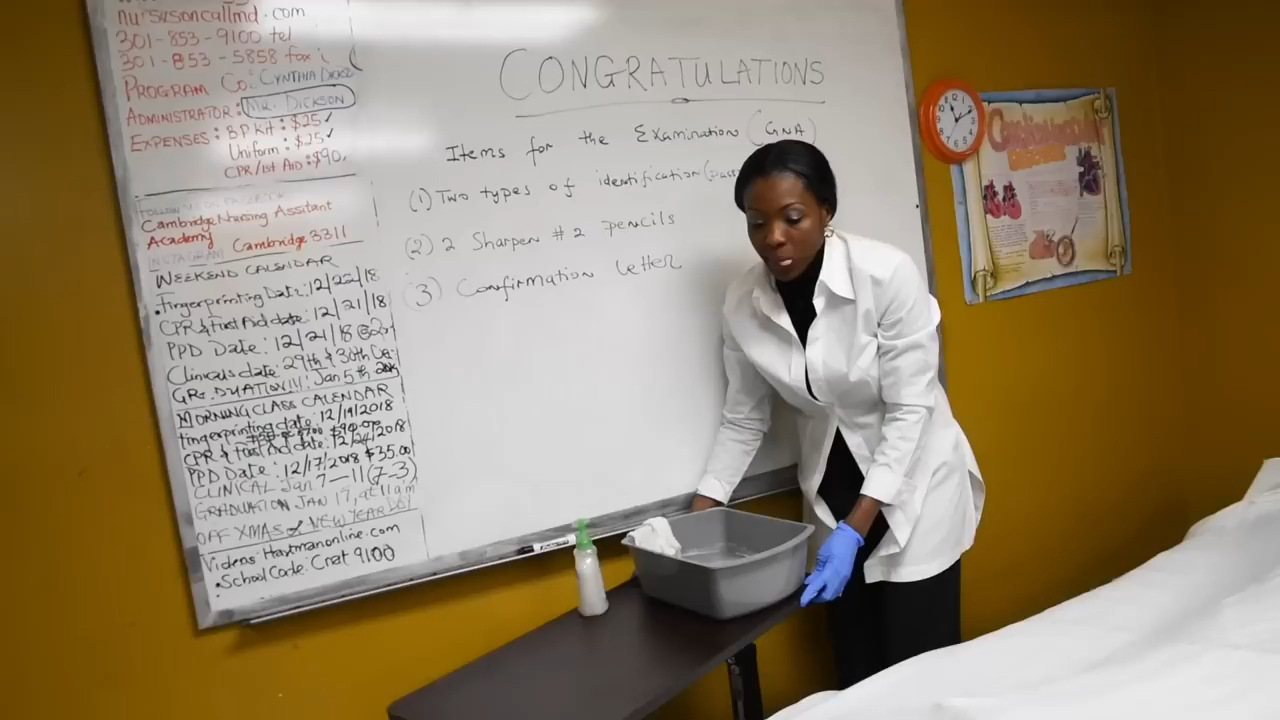 nursesoncallmd.com
301-853-9100 tel
301-853-5858 fax
PROGRAM CO: CYNTHIA
ADMINISTRATOR: MR. DICKSON
EXPENSES: BP Kit: $25
Uniform: $25
CPR/1st AID: $90
Cambridge Nursing Assitant
Academy Cambridge 3311
INSTAGRAM
WEEKEND CALENDAR
Fingerprinting Date: 12/22/18
CPR & First Aid date: 12/21/18
PPD Date: 12/21/18 @
Clinicals date: 29th & 30th Dec
GRADUATION!!!: Jan 5th
MORNING CLASS CALENDAR
fingerprinting date: 12/19/2018
CPR & First Aid date: 12/24/2018
PPD Date: 12/17/2018 $35.00
CLINICAL Jan 7-11 (7-3)
GRADUATION JAN 17, at 11am
OFF XMAS & NEW YEAR DAY
Videos: Hartmanonline.com
School Code: Cnat 9100
CONGRATULATIONS
Items for the Examination (GNA)
(1) Two types of identification
(2) 2 Sharpen #2 pencils
(3) Confirmation letter